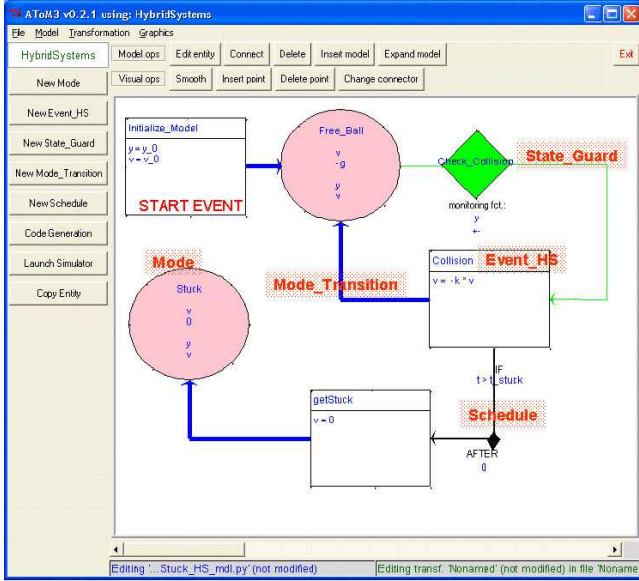 AToM3 v0.2.1 using: HybridSystems
File Model Transformation Graphics
HybridSystems
Model ops Edit entity Connect Delete Insert model Expand model Exit
Visual ops Smooth Insert point Delete point Change connector
New Mode
New Event_HS
New State_Guard
New Mode_Transition
New Schedule
Code Generation
Launch Simulator
Copy Entity
Initialize_Model
y = y_0
v = v_0
START EVENT
Free_Ball
v
-g
y
v
Check_Collision
State_Guard
monitoring fct.:
y
+-
Mode
Stuck
v
0
y
v
Mode_Transition
Collision
Event_HS
v = -k * v
IF
t > t_stuck
getStuck
v = 0
Schedule
AFTER
0
Editing '...Stuck_HS_mdl.py' (not modified)
Editing transf. 'Nonamed' (not modified) in file 'Noname